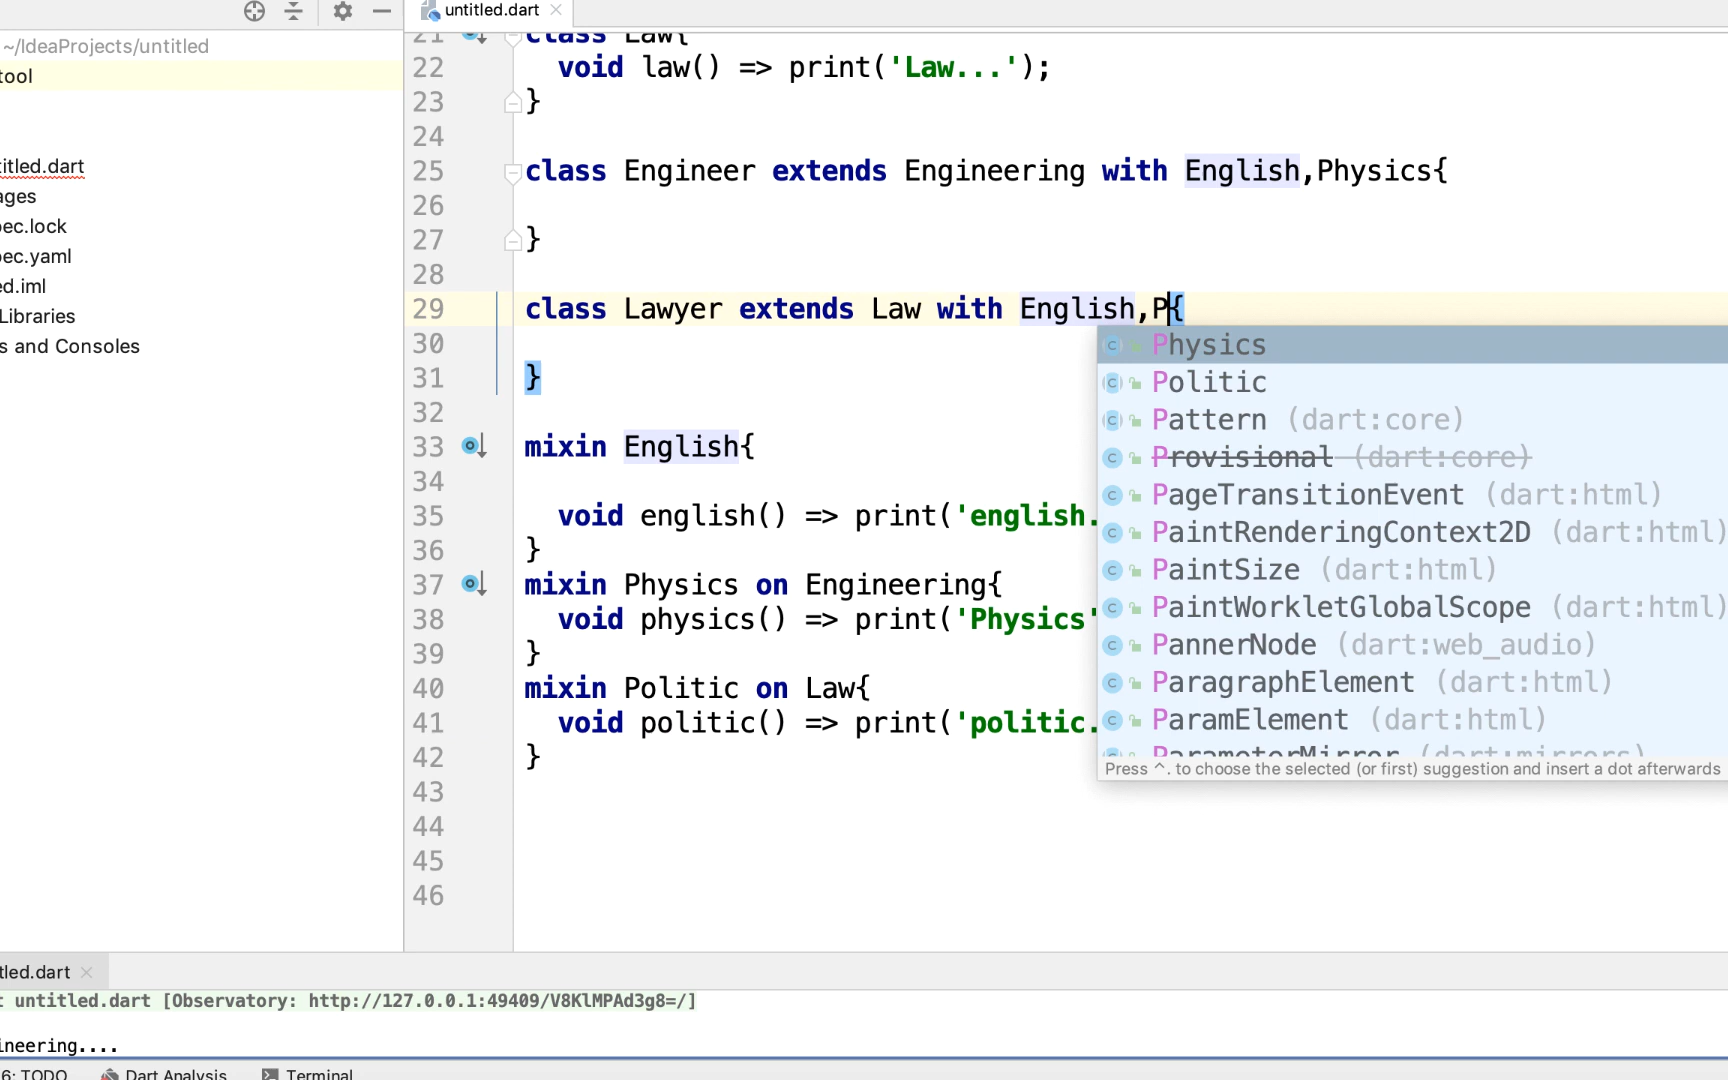 untitled.dart
~/IdeaProjects/untitled
tool
titled.dart
ages
pec.lock
pec.yaml
ed.iml
Libraries
s and Consoles
21 class Law{
22 void law() => print('Law...');
23 }
24
25 class Engineer extends Engineering with English,Physics{
26
27 }
28
29 class Lawyer extends Law with English,P{
30
31 }
32
33 mixin English{
34
35 void english() => print('english.
36 }
37 mixin Physics on Engineering{
38 void physics() => print('Physics'
39 }
40 mixin Politic on Law{
41 void politic() => print('politic.
42 }
43
44
45
46
Physics
Politic
Pattern (dart:core)
Provisional (dart:core)
PageTransitionEvent (dart:html)
PaintRenderingContext2D (dart:html)
PaintSize (dart:html)
PaintWorkletGlobalScope (dart:html)
PannerNode (dart:web_audio)
ParagraphElement (dart:html)
ParamElement (dart:html)
ParameterMirror (dart:mirrors)
Press ^. to choose the selected (or first) suggestion and insert a dot afterwards
tled.dart
t untitled.dart [Observatory: http://127.0.0.1:49409/V8KlMPAd3g8=/]
ineering....
6: TODO Dart Analysis Terminal